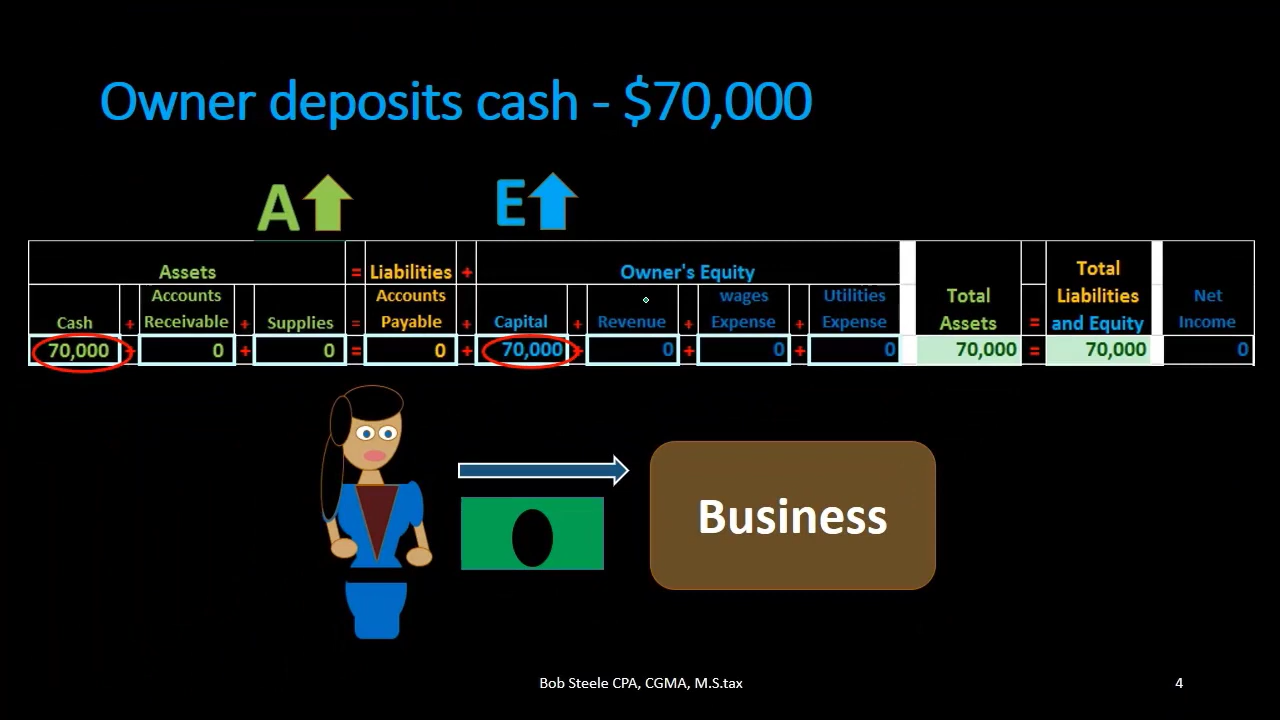 Owner deposits cash - $70,000
A E
Assets = Liabilities + Owner's Equity Total
Accounts Accounts wages Utilities Total Liabilities Net
Cash + Receivable + Supplies = Payable + Capital + Revenue + Expense + Expense Assets = and Equity Income
70,000 + 0 + 0 = 0 + 70,000 + 0 + 0 + 0 70,000 = 70,000 0
Business
Bob Steele CPA, CGMA, M.S.tax 4